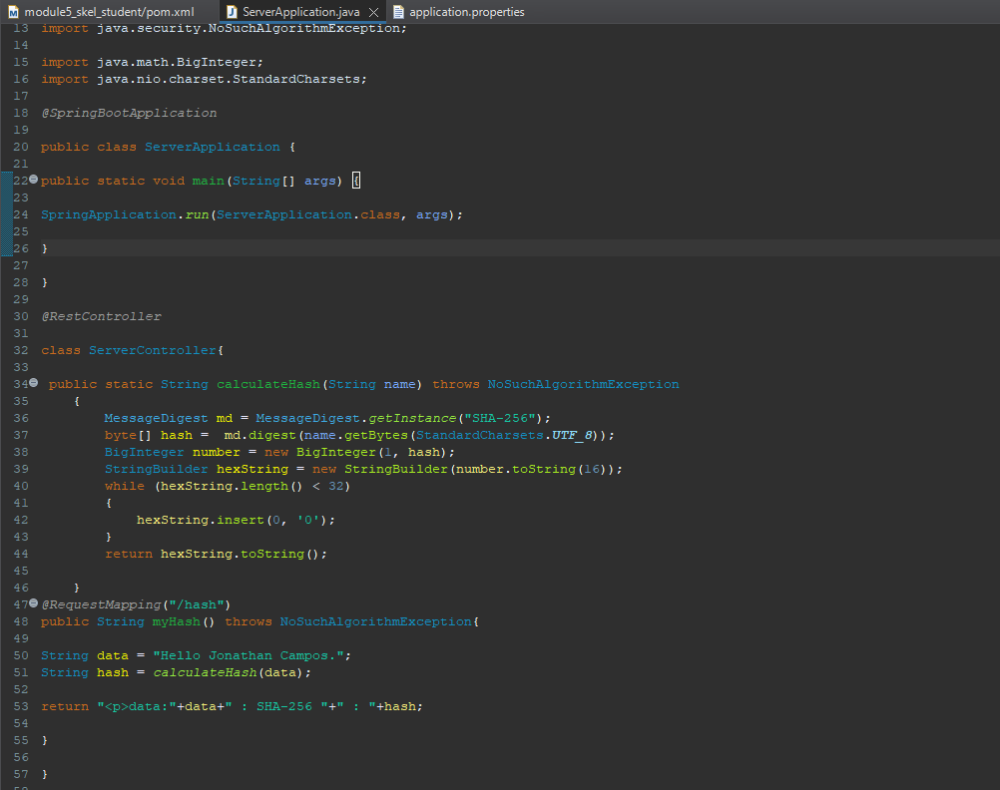 module5_skel_student/pom.xml ServerApplication.java application.properties
13 import java.security.NoSuchAlgorithmException;
14
15 import java.math.BigInteger;
16 import java.nio.charset.StandardCharsets;
17
18 @SpringBootApplication
19
20 public class ServerApplication {
21
22 public static void main(String[] args) {
23
24 SpringApplication.run(ServerApplication.class, args);
25
26 }
27
28 }
29
30 @RestController
31
32 class ServerController{
33
34 public static String calculateHash(String name) throws NoSuchAlgorithmException
35 {
36 MessageDigest md = MessageDigest.getInstance("SHA-256");
37 byte[] hash =  md.digest(name.getBytes(StandardCharsets.UTF_8));
38 BigInteger number = new BigInteger(1, hash);
39 StringBuilder hexString = new StringBuilder(number.toString(16));
40 while (hexString.length() < 32)
41 {
42 hexString.insert(0, '0');
43 }
44 return hexString.toString();
45
46 }
47 @RequestMapping("/hash")
48 public String myHash() throws NoSuchAlgorithmException{
49
50 String data = "Hello Jonathan Campos.";
51 String hash = calculateHash(data);
52
53 return "<p>data:"+data+" : SHA-256 "+" : "+hash;
54
55 }
56
57 }
58